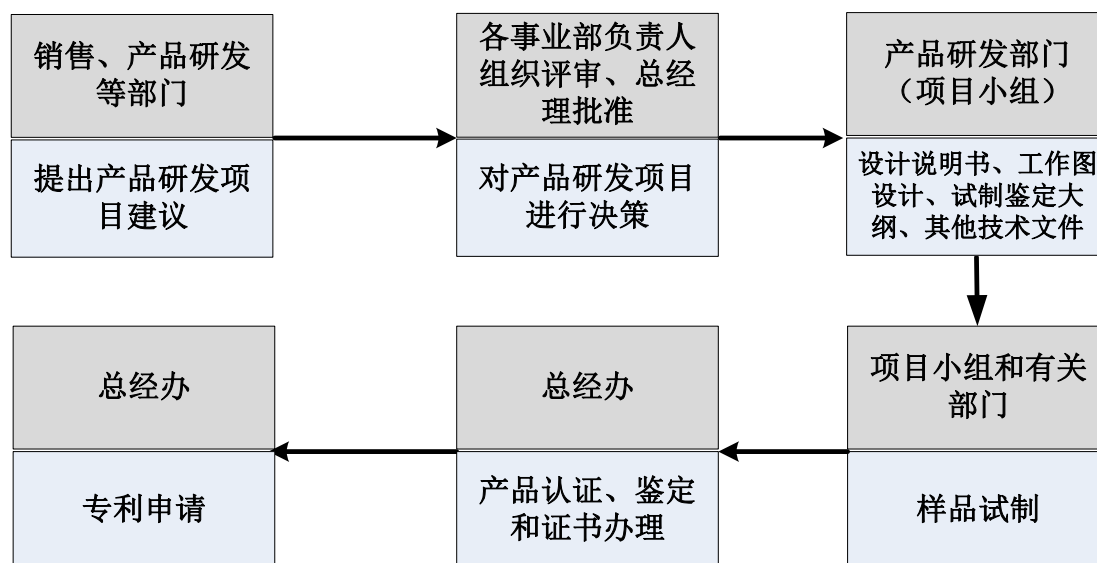 销售、产品研发
等部门
提出产品研发项
目建议
各事业部负责人
组织评审、总经
理批准
对产品研发项目
进行决策
产品研发部门
（项目小组）
设计说明书、工作图
设计、试制鉴定大
纲、其他技术文件
项目小组和有关
部门
样品试制
总经办
产品认证、鉴定
和证书办理
总经办
专利申请